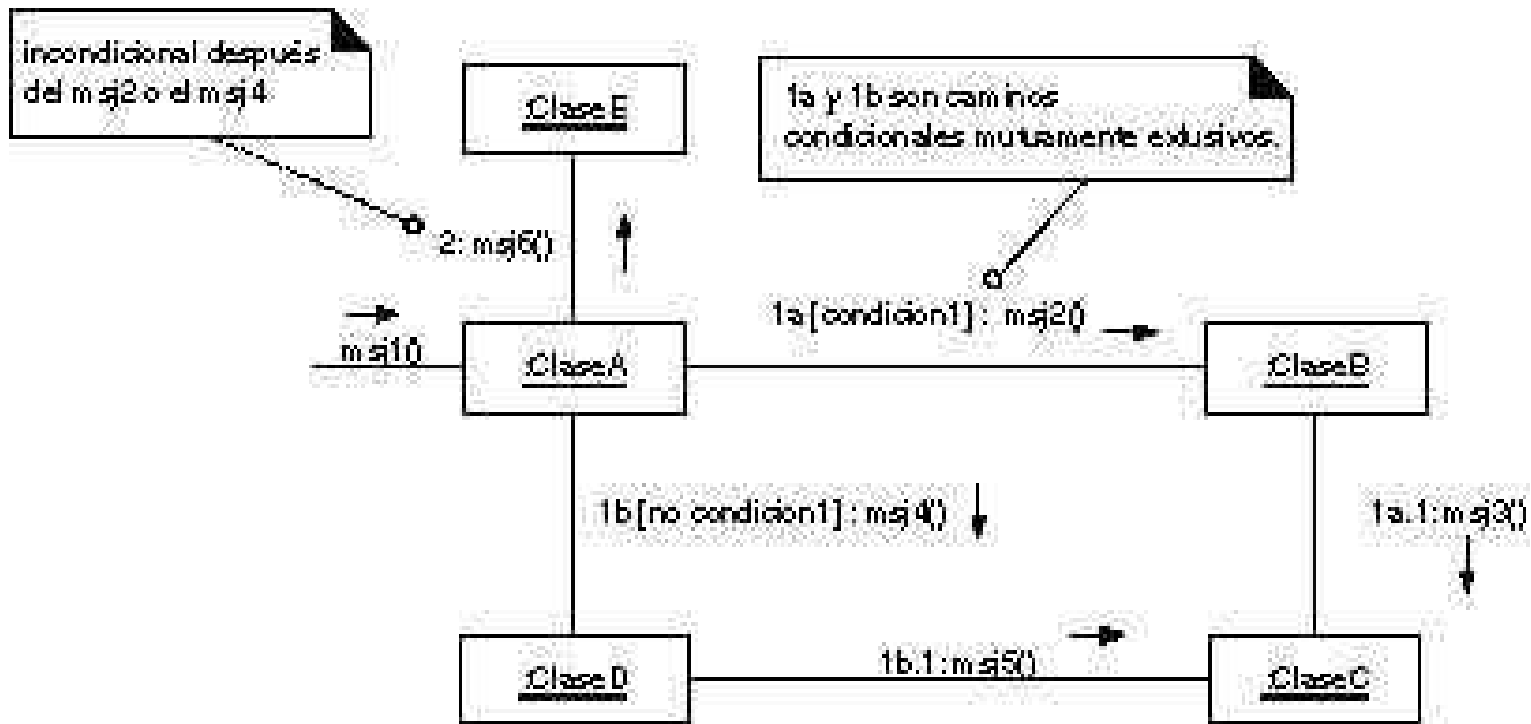 incondicional después
del msj2 o el msj4
:ClaseE
1a y 1b son caminos
condicionales mutuamente exlusivos.
2: msj6()
1a [condicion1] : msj2()
msj1()
:ClaseA
:ClaseB
1b [no condicion1] : msj4()
1a.1: msj3()
:ClaseD
1b.1: msj5()
:ClaseC